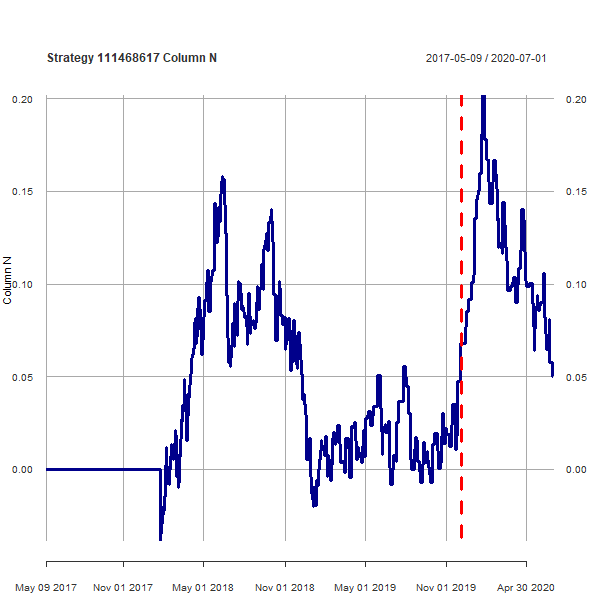 Strategy 111468617 Column N 2017-05-09 / 2020-07-01
0.20 0.20
0.15 0.15
0.10 0.10
Column N
0.05 0.05
0.00 0.00
May 09 2017 Nov 01 2017 May 01 2018 Nov 01 2018 May 01 2019 Nov 01 2019 Apr 30 2020